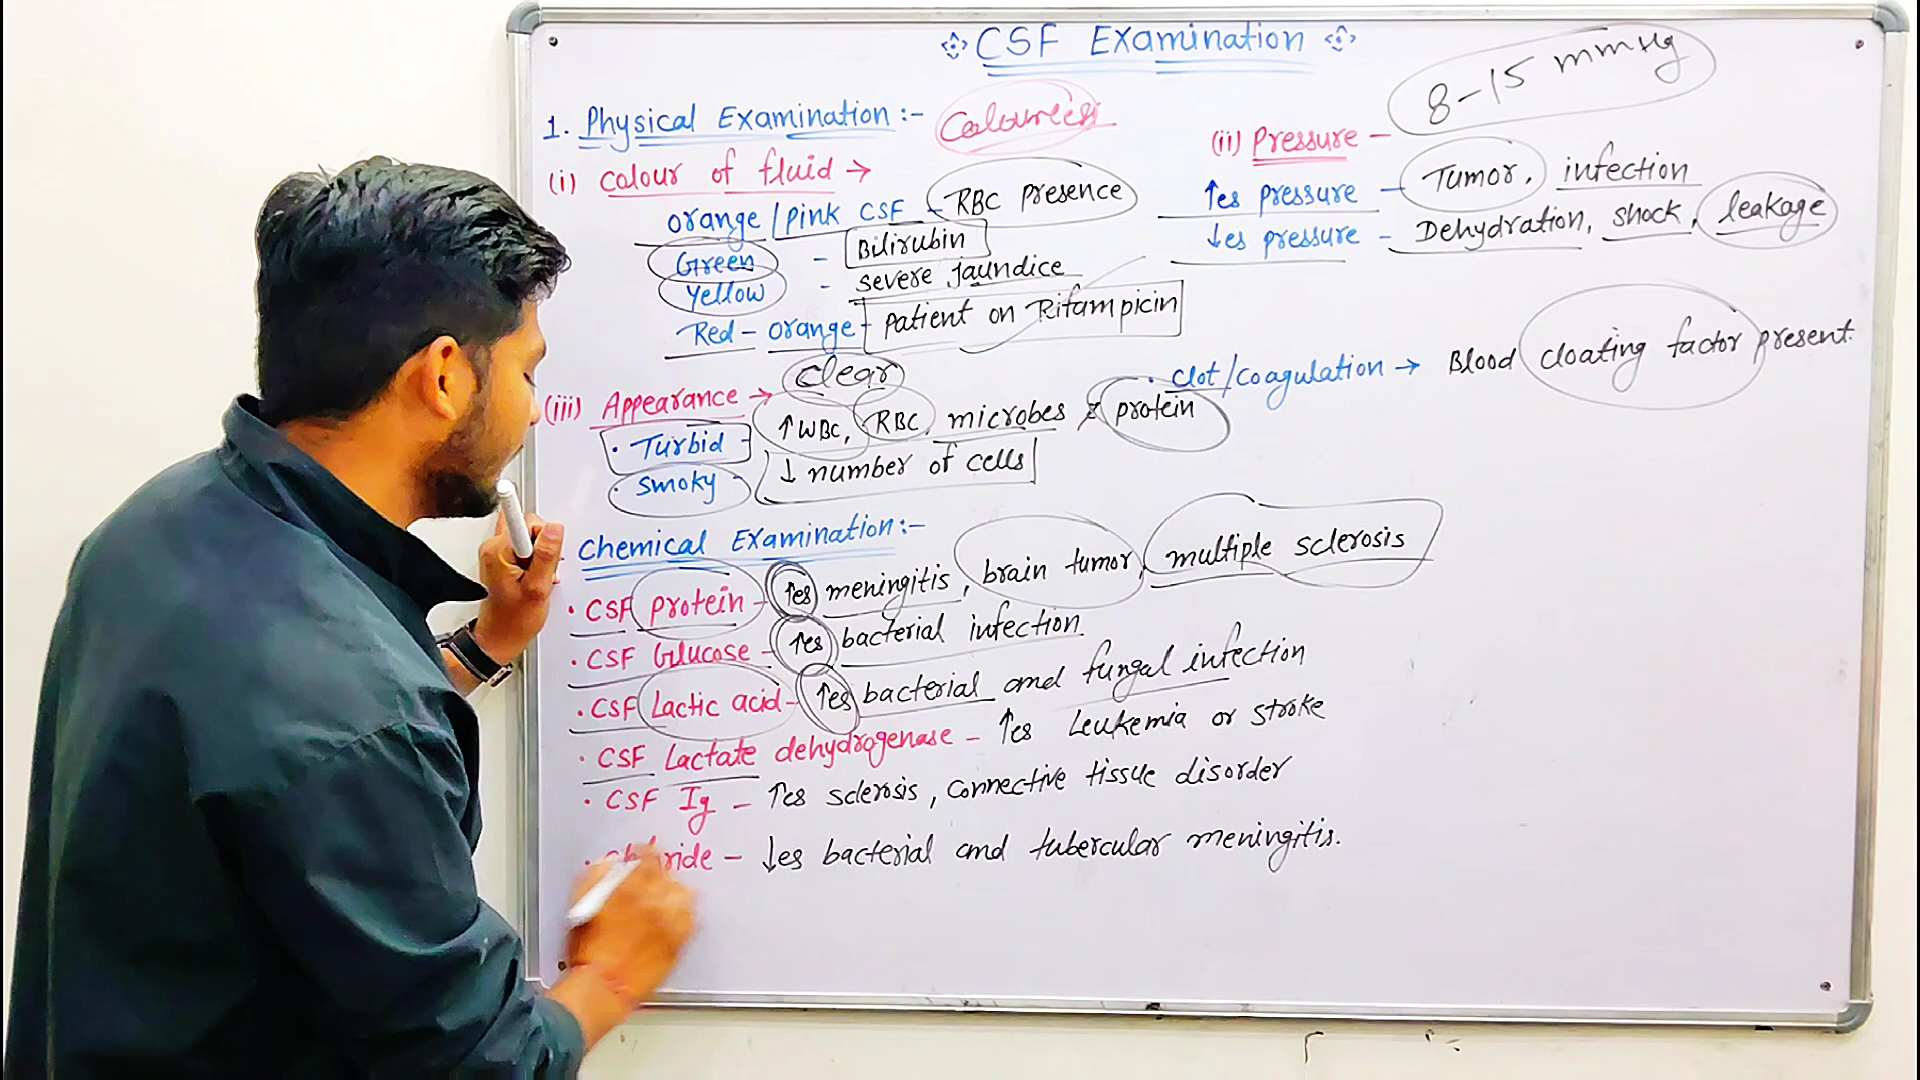 CSF Examination
1. Physical Examination :- Colourless
(i) colour of fluid →
orange/pink CSF - RBC presence
Green - Bilirubin
yellow - severe jaundice
Red-orange - patient on Rifampicin
(ii) Pressure - 8-15 mmHg
↑es pressure - Tumor, infection
↓es pressure - Dehydration, shock, leakage
(iii) Appearance → clear
· Turbid - ↑WBC, RBC, microbes & protein
· smoky - ↓ number of cells
· clot/coagulation → Blood cloating factor present.
Chemical Examination :-
· CSF protein - ↑es meningitis, brain tumor, multiple sclerosis
· CSF Glucose - ↑es bacterial infection.
· CSF Lactic acid - ↑es bacterial and fungal infection
· CSF Lactate dehydrogenase - ↑es Leukemia or stroke
· CSF Ig - ↑es sclerosis, connective tissue disorder
- ↓es bacterial and tubercular meningitis.